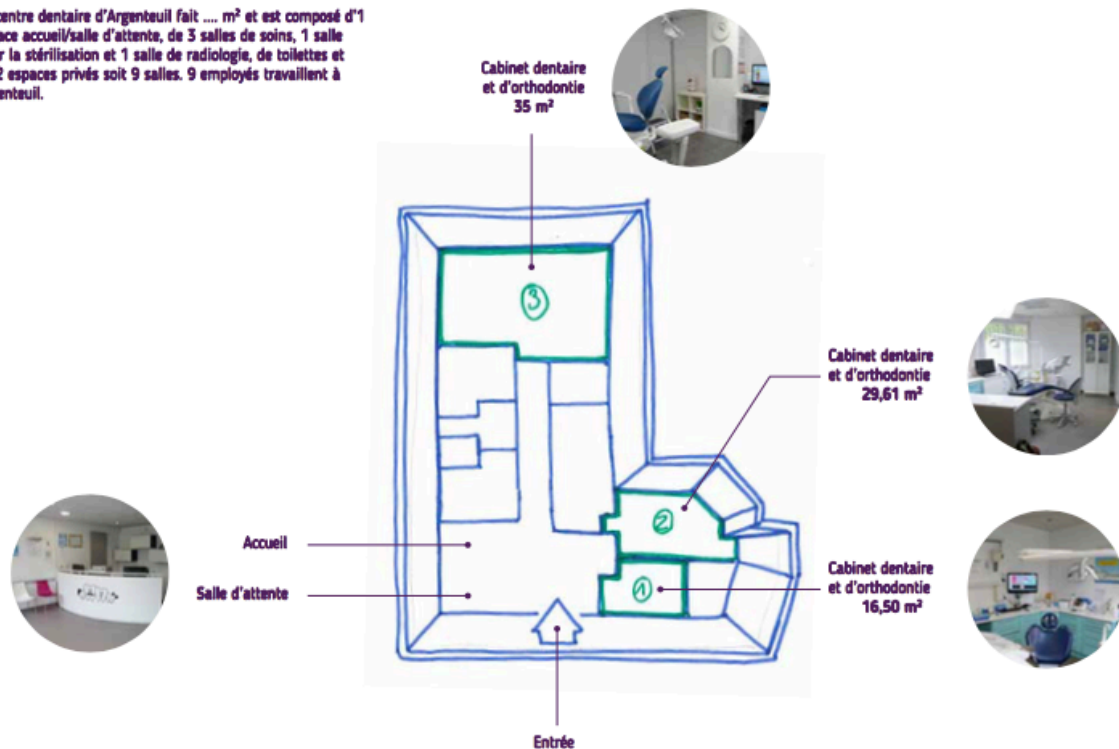 centre dentaire d'Argenteuil fait .... m² et est composé d'1
ace accueil/salle d'attente, de 3 salles de soins, 1 salle
r la stérilisation et 1 salle de radiologie, de toilettes et
2 espaces privés soit 9 salles. 9 employés travaillent à
enteuil.
Cabinet dentaire
et d'orthodontie
35 m²
3
Cabinet dentaire
et d'orthodontie
29,61 m²
2
Accueil
Salle d'attente
1
Cabinet dentaire
et d'orthodontie
16,50 m²
Entrée